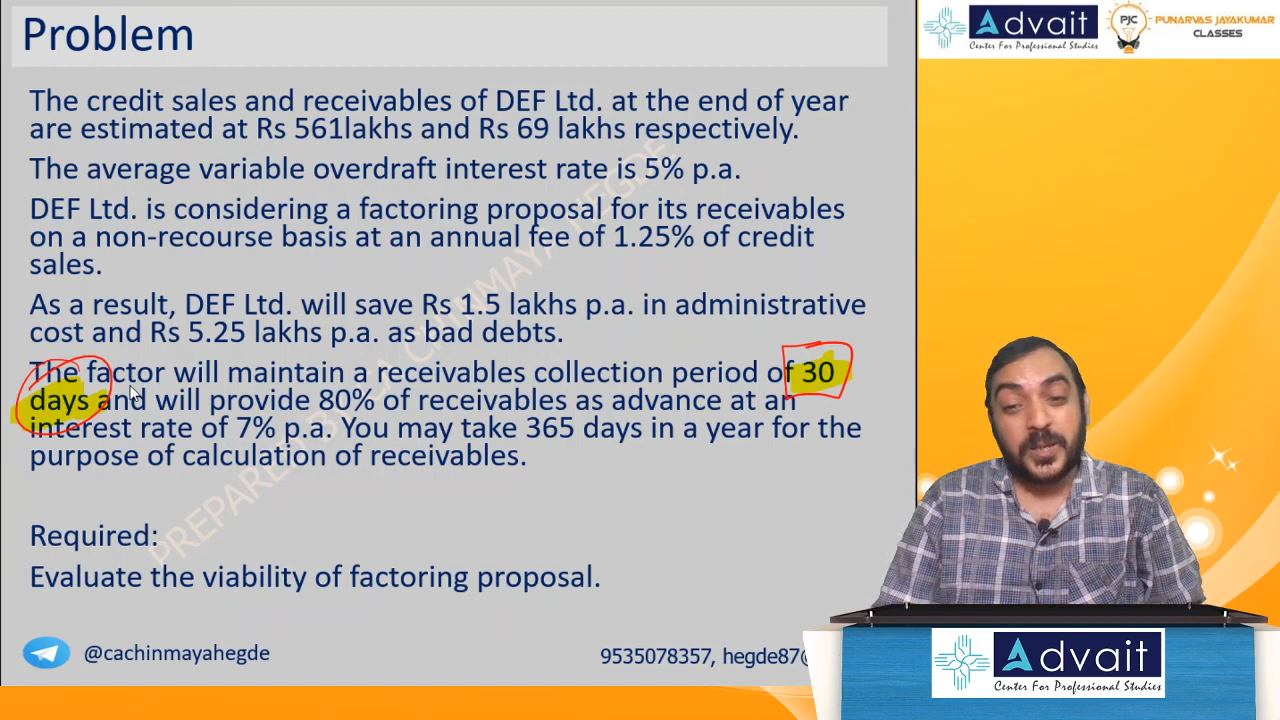 Problem
The credit sales and receivables of DEF Ltd. at the end of year
are estimated at Rs 561lakhs and Rs 69 lakhs respectively.
The average variable overdraft interest rate is 5% p.a.
DEF Ltd. is considering a factoring proposal for its receivables
on a non-recourse basis at an annual fee of 1.25% of credit
sales.
As a result, DEF Ltd. will save Rs 1.5 lakhs p.a. in administrative
cost and Rs 5.25 lakhs p.a. as bad debts.
The factor will maintain a receivables collection period of 30
days and will provide 80% of receivables as advance at an
interest rate of 7% p.a. You may take 365 days in a year for the
purpose of calculation of receivables.
Required:
Evaluate the viability of factoring proposal.
@cachinmayahegde
9535078357, hegde87@
PREPARED BY CA CHINMAYA HEGDE
Advait
Center For Professional Studies
PJC
PUNARVAS JAYAKUMAR
CLASSES
Advait
Center For Professional Studies